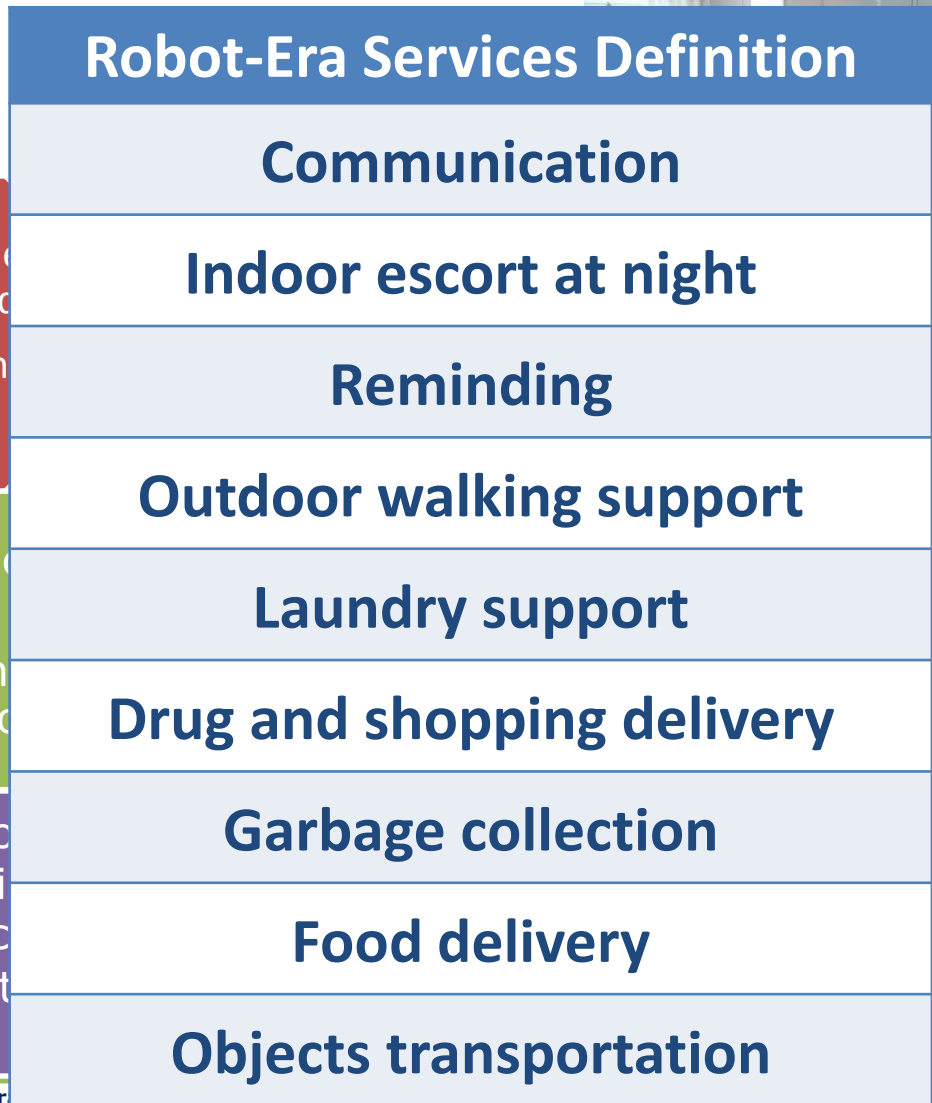 Robot-Era Services Definition
Communication
Indoor escort at night
Reminding
Outdoor walking support
Laundry support
Drug and shopping delivery
Garbage collection
Food delivery
Objects transportation